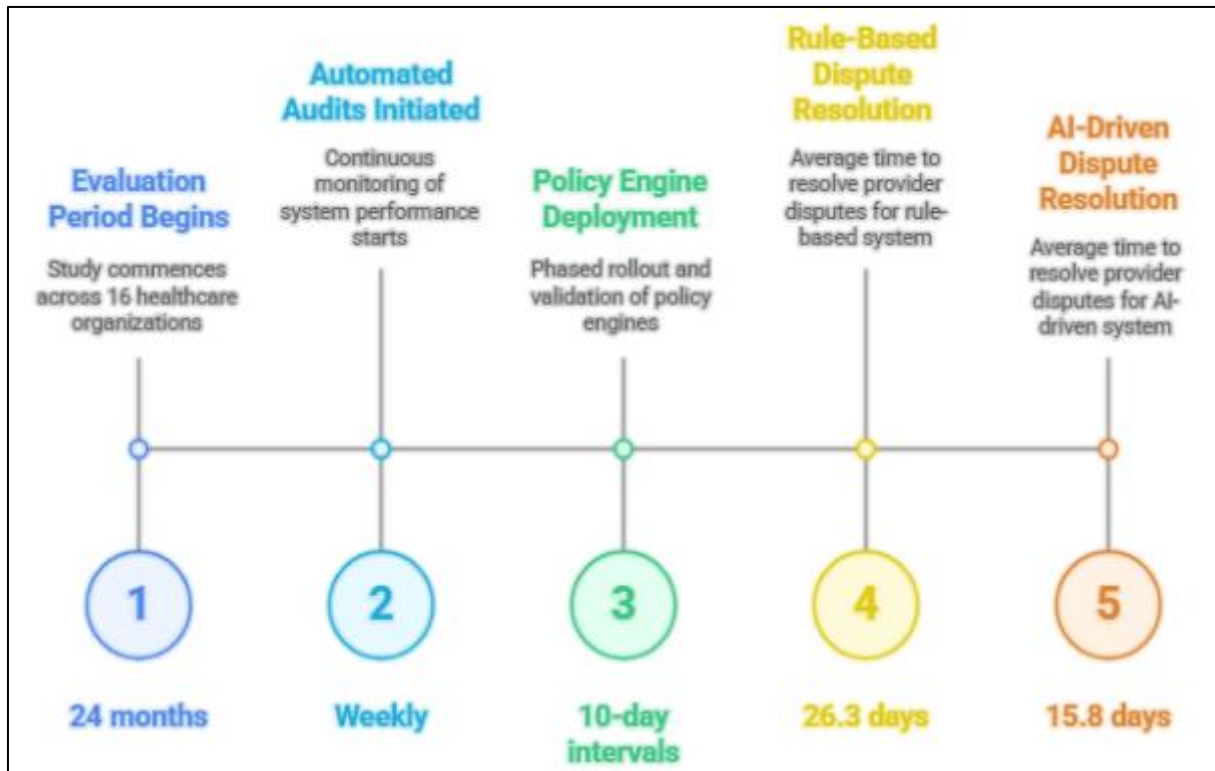 Evaluation
Period Begins
Study commences
across 16 healthcare
organizations
1
24 months
Automated
Audits Initiated
Continuous
monitoring of
system performance
starts
2
Weekly
Policy Engine
Deployment
Phased rollout and
validation of policy
engines
3
10-day
intervals
Rule-Based
Dispute
Resolution
Average time to
resolve provider
disputes for rule-
based system
4
26.3 days
AI-Driven
Dispute
Resolution
Average time to
resolve provider
disputes for AI-
driven system
5
15.8 days